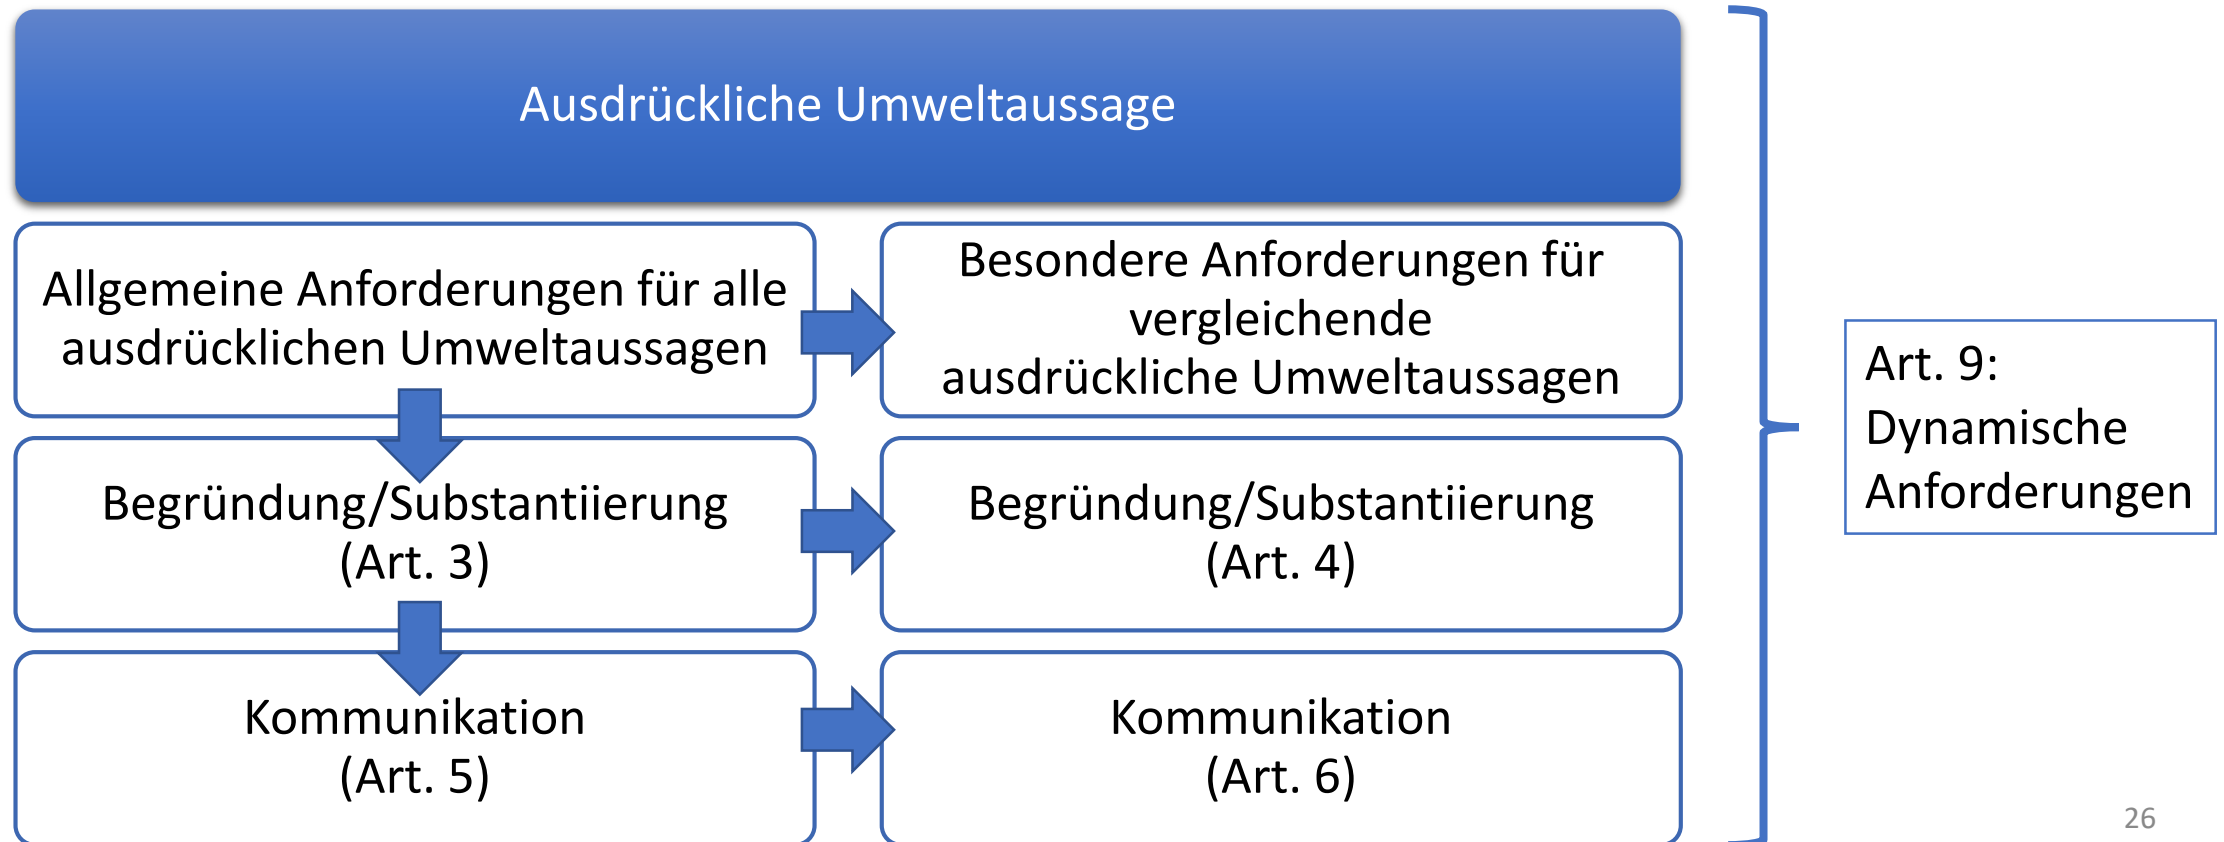 Ausdrückliche Umweltaussage
Allgemeine Anforderungen für alle
ausdrücklichen Umweltaussagen
Besondere Anforderungen für
vergleichende
ausdrückliche Umweltaussagen
Begründung/Substantiierung
(Art. 3)
Begründung/Substantiierung
(Art. 4)
Kommunikation
(Art. 5)
Kommunikation
(Art. 6)
Art. 9:
Dynamische
Anforderungen
26